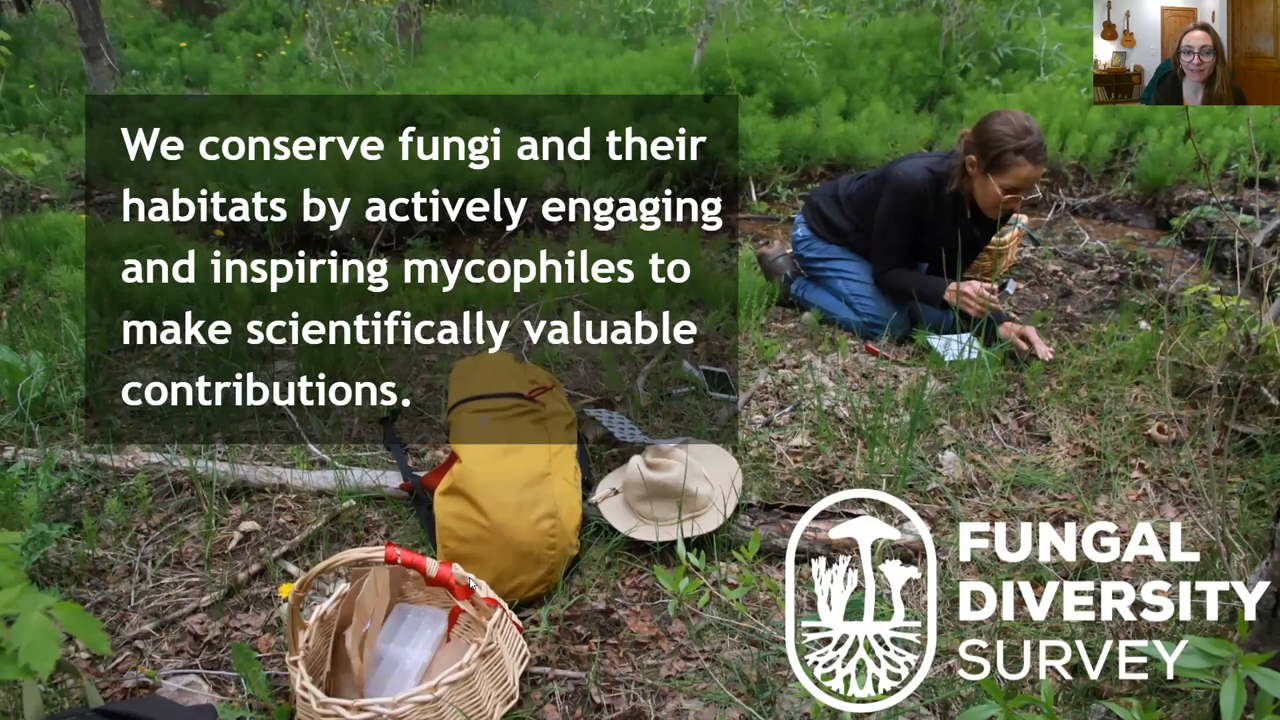 We conserve fungi and their
habitats by actively engaging
and inspiring mycophiles to
make scientifically valuable
contributions.
FUNGAL
DIVERSITY
SURVEY